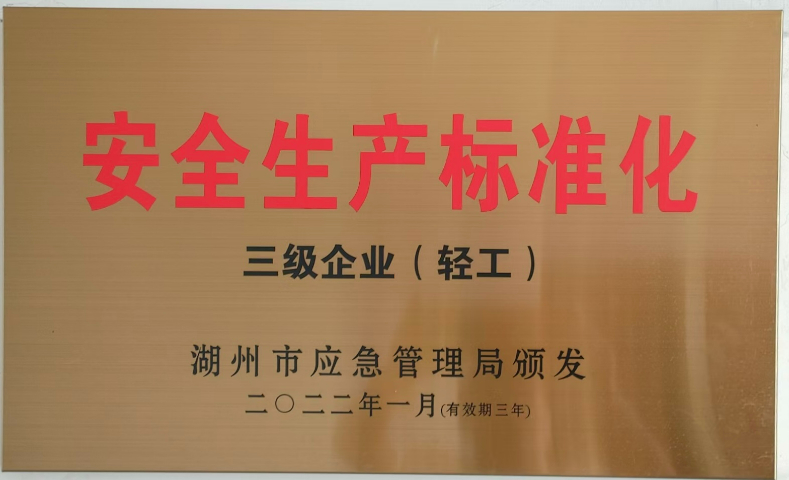 安全生产标准化
三级企业（轻工）
湖州市应急管理局颁发
二〇二二年一月(有效期三年)